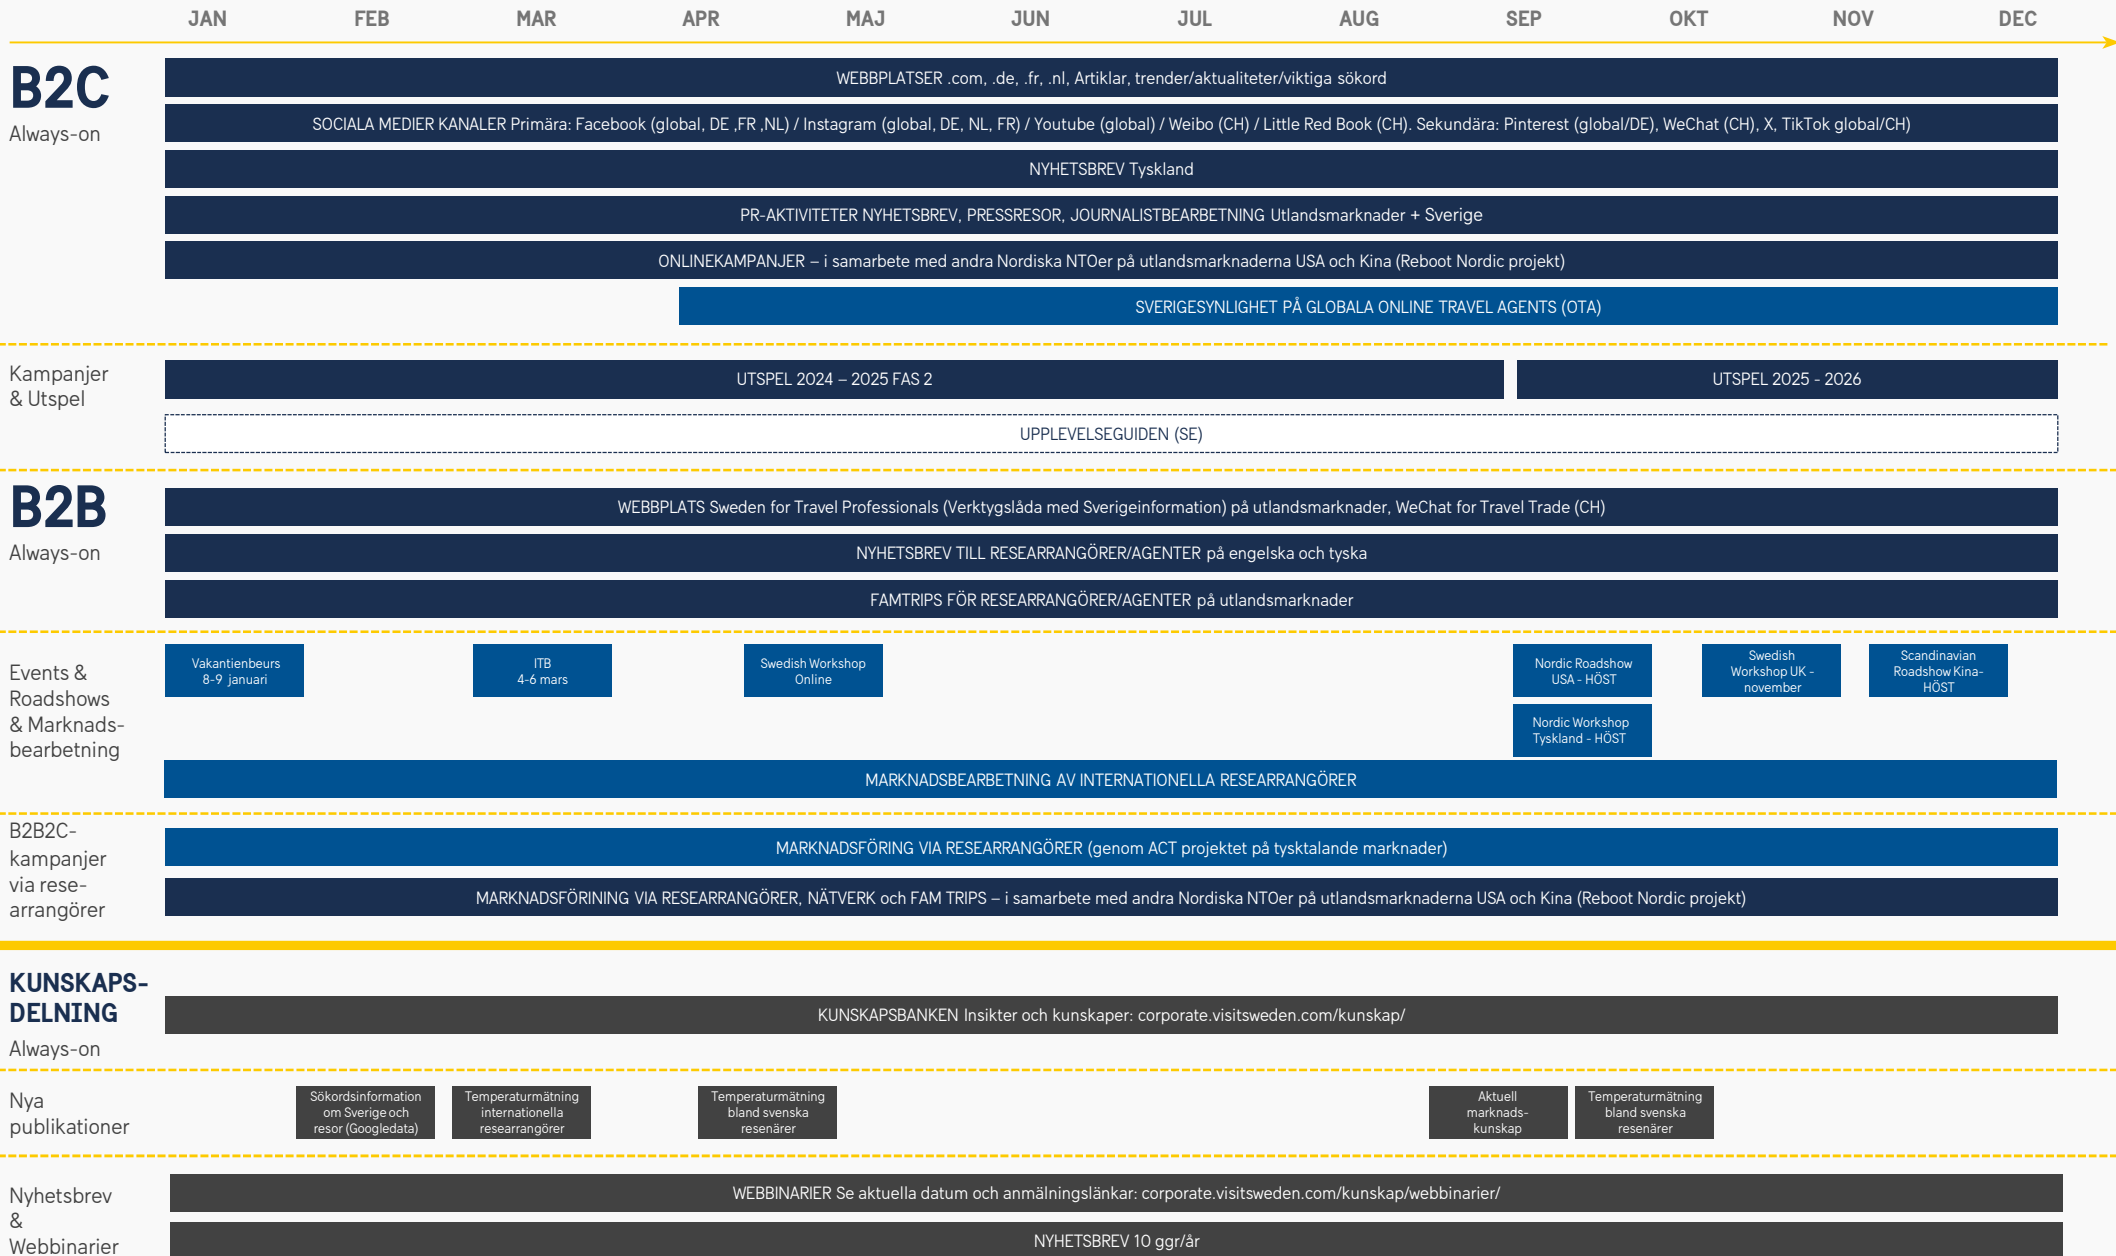 JAN FEB MAR APR MAJ JUN JUL AUG SEP OKT NOV DEC
B2C
Always-on
WEBBPLATSER .com, .de, .fr, .nl, Artiklar, trender/aktualiteter/viktiga sökord
SOCIALA MEDIER KANALER Primära: Facebook (global, DE ,FR ,NL) / Instagram (global, DE, NL, FR) / Youtube (global) / Weibo (CH) / Little Red Book (CH). Sekundära: Pinterest (global/DE), WeChat (CH), X, TikTok global/CH)
NYHETSBREV Tyskland
PR-AKTIVITETER NYHETSBREV, PRESSRESOR, JOURNALISTBEARBETNING Utlandsmarknader + Sverige
ONLINEKAMPANJER – i samarbete med andra Nordiska NTOer på utlandsmarknaderna USA och Kina (Reboot Nordic projekt)
SVERIGESYNLIGHET PÅ GLOBALA ONLINE TRAVEL AGENTS (OTA)
Kampanjer
& Utspel
UTSPEL 2024 – 2025 FAS 2
UTSPEL 2025 - 2026
UPPLEVELSEGUIDEN (SE)
B2B
Always-on
WEBBPLATS Sweden for Travel Professionals (Verktygslåda med Sverigeinformation) på utlandsmarknader, WeChat for Travel Trade (CH)
NYHETSBREV TILL RESEARRANGÖRER/AGENTER på engelska och tyska
FAMTRIPS FÖR RESEARRANGÖRER/AGENTER på utlandsmarknader
Events &
Roadshows
& Marknads-
bearbetning
Vakantienbeurs
8-9 januari
ITB
4-6 mars
Swedish Workshop
Online
Nordic Roadshow
USA - HÖST
Swedish
Workshop UK -
november
Scandinavian
Roadshow Kina-
HÖST
Nordic Workshop
Tyskland - HÖST
MARKNADSBEARBETNING AV INTERNATIONELLA RESEARRANGÖRER
B2B2C-
kampanjer
via rese-
arrangörer
MARKNADSFÖRING VIA RESEARRANGÖRER (genom ACT projektet på tysktalande marknader)
MARKNADSFÖRINING VIA RESEARRANGÖRER, NÄTVERK och FAM TRIPS – i samarbete med andra Nordiska NTOer på utlandsmarknaderna USA och Kina (Reboot Nordic projekt)
KUNSKAPS-
DELNING
Always-on
KUNSKAPSBANKEN Insikter och kunskaper: corporate.visitsweden.com/kunskap/
Nya
publikationer
Sökordsinformation
om Sverige och
resor (Googledata)
Temperaturmätning
internationella
researrangörer
Temperaturmätning
bland svenska
resenärer
Aktuell
marknads-
kunskap
Temperaturmätning
bland svenska
resenärer
Nyhetsbrev
&
Webbinarier
WEBBINARIER Se aktuella datum och anmälningslänkar: corporate.visitsweden.com/kunskap/webbinarier/
NYHETSBREV 10 ggr/år